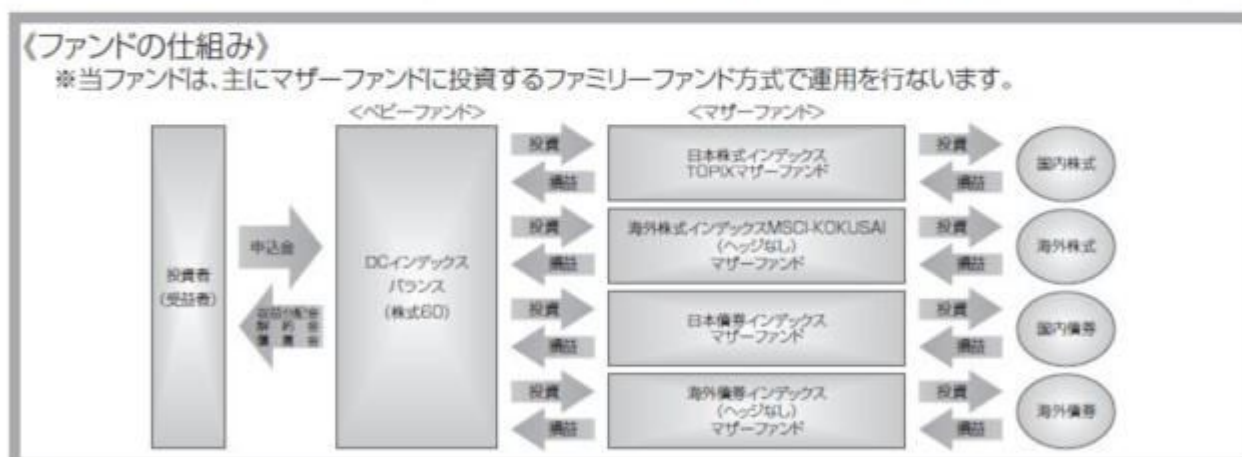 《ファンドの仕組み》
※当ファンドは、主にマザーファンドに投資するファミリーファンド方式で運用を行ないます。
<ベビーファンド>
<マザーファンド>
投資者
(受益者)
申込金
収益分配金
解約金
償還金
DCインデックス
バランス
(株式60)
投資
損益
日本株式インデックス
TOPIXマザーファンド
投資
損益
国内株式
投資
損益
海外株式インデックスMSCI-KOKUSAI
(ヘッジなし)
マザーファンド
投資
損益
海外株式
投資
損益
日本債券インデックス
マザーファンド
投資
損益
国内債券
投資
損益
海外債券インデックス
(ヘッジなし)
マザーファンド
投資
損益
海外債券